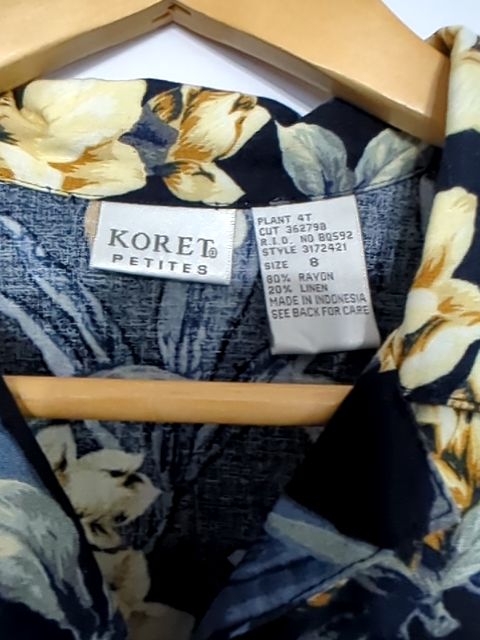 KORET®
PETITES
PLANT 4T
CUT 362798
R.I.D. NO BQ592
STYLE 3172421
SIZE 8
80% RAYON
20% LINEN
MADE IN INDONESIA
SEE BACK FOR CARE